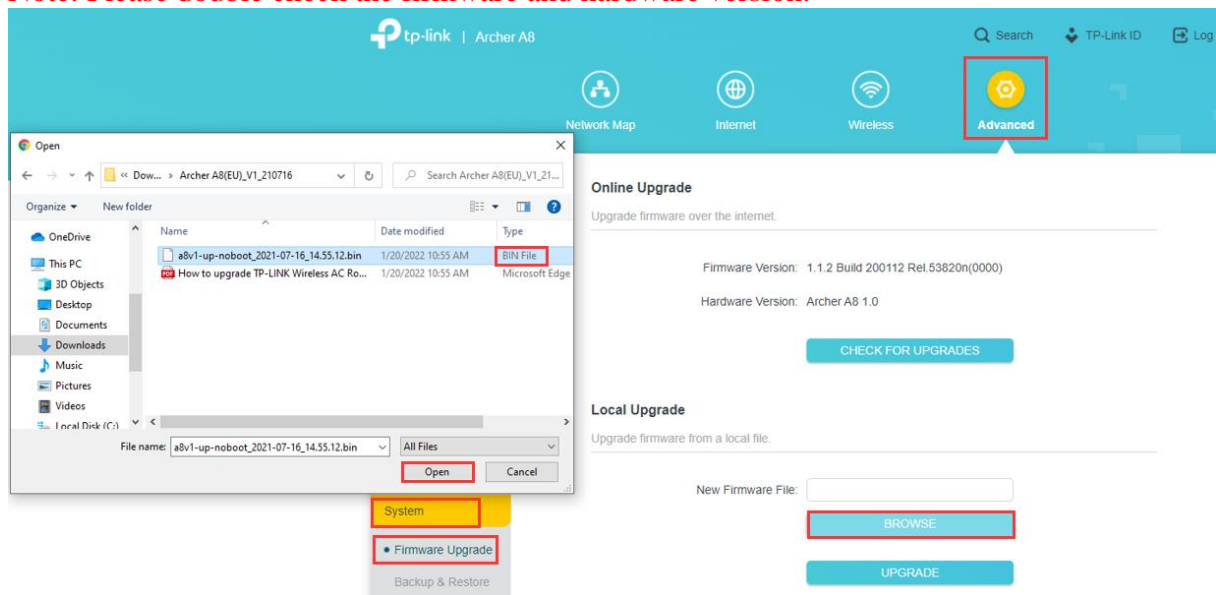 Note: Please double-check the firmware and hardware version.
tp-link | Archer A8
Search
TP-Link ID
Log
Network Map
Internet
Wireless
Advanced
Open
« Dow... › Archer A8(EU)_V1_210716
Search Archer A8(EU)_V1_21...
Organize
New folder
OneDrive
This PC
3D Objects
Desktop
Documents
Downloads
Music
Pictures
Videos
Local Disk (C:)
Name
Date modified
Type
a8v1-up-noboot_2021-07-16_14.55.12.bin 1/20/2022 10:55 AM BIN File
How to upgrade TP-LINK Wireless AC Ro... 1/20/2022 10:55 AM Microsoft Edge
File name: a8v1-up-noboot_2021-07-16_14.55.12.bin
All Files
Open
Cancel
Online Upgrade
Upgrade firmware over the internet.
Firmware Version: 1.1.2 Build 200112 Rel.53820n(0000)
Hardware Version: Archer A8 1.0
CHECK FOR UPGRADES
Local Upgrade
Upgrade firmware from a local file.
New Firmware File:
BROWSE
UPGRADE
System
Firmware Upgrade
Backup & Restore